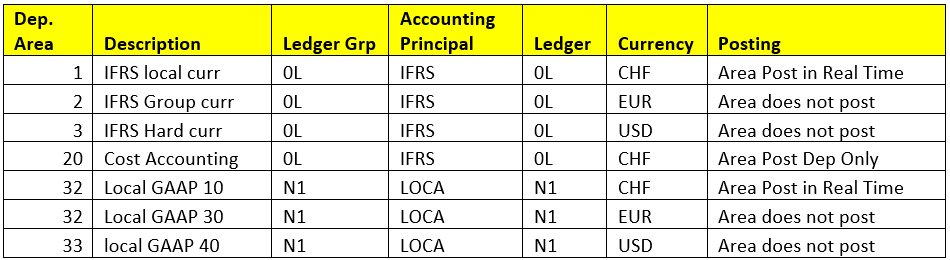 Dep. Area Description Ledger Grp Accounting Principal Ledger Currency Posting
1 IFRS local curr 0L IFRS 0L CHF Area Post in Real Time
2 IFRS Group curr 0L IFRS 0L EUR Area does not post
3 IFRS Hard curr 0L IFRS 0L USD Area does not post
20 Cost Accounting 0L IFRS 0L CHF Area Post Dep Only
32 Local GAAP 10 N1 LOCA N1 CHF Area Post in Real Time
32 Local GAAP 30 N1 LOCA N1 EUR Area does not post
33 local GAAP 40 N1 LOCA N1 USD Area does not post